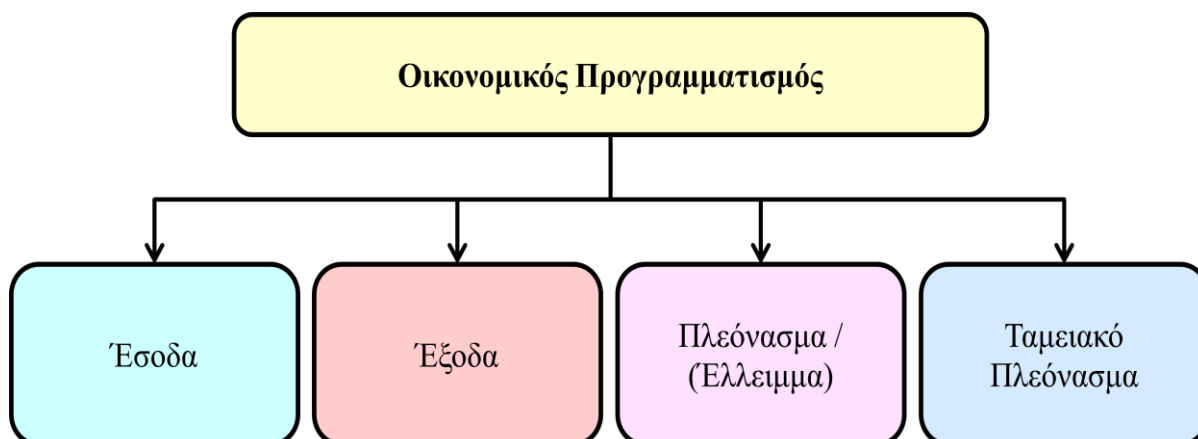 Οικονομικός Προγραμματισμός
Έσοδα
Έξοδα
Πλεόνασμα /
(Έλλειμμα)
Ταμειακό
Πλεόνασμα